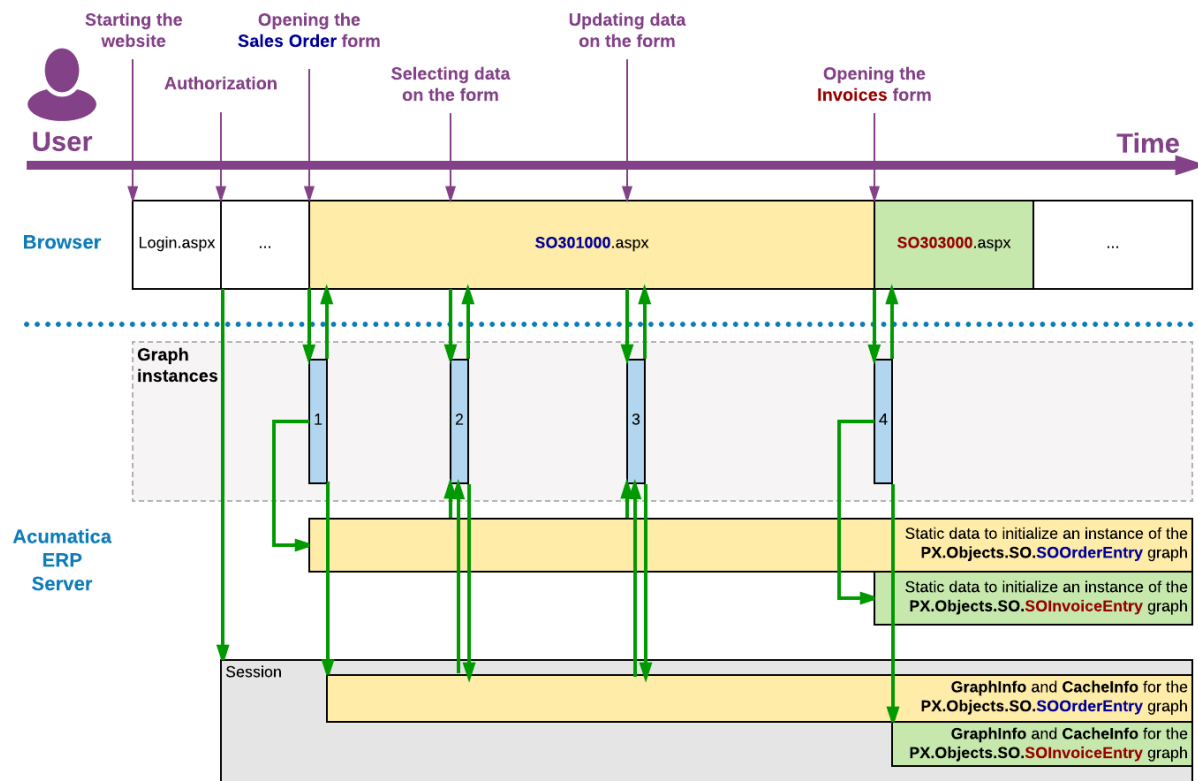 Starting the
website
Opening the
Sales Order form
Updating data
on the form
Authorization
Selecting data
on the form
Opening the
Invoices form
User
Time
Browser
Login.aspx
...
SO301000.aspx
SO303000.aspx
...
Graph
instances
1
2
3
4
Acumatica
ERP
Server
Static data to initialize an instance of the
PX.Objects.SO.SOOrderEntry graph
Static data to initialize an instance of the
PX.Objects.SO.SOInvoiceEntry graph
Session
GraphInfo and CacheInfo for the
PX.Objects.SO.SOOrderEntry graph
GraphInfo and CacheInfo for the
PX.Objects.SO.SOInvoiceEntry graph